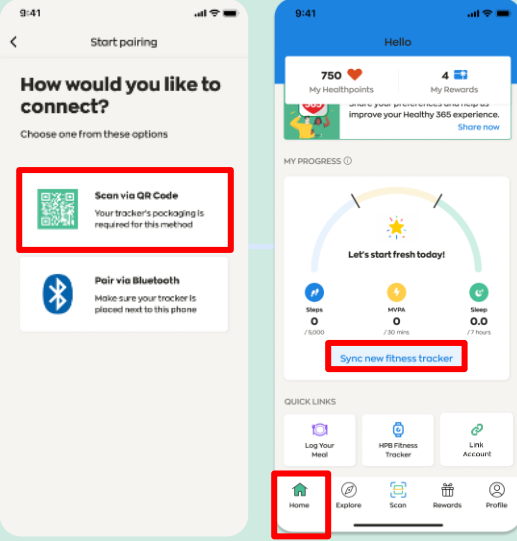 9:41
Start pairing
How would you like to
connect?
Choose one from these options
Scan via QR Code
Your tracker's packaging is
required for this method
Pair via Bluetooth
Make sure your tracker is
placed next to this phone
9:41
Hello
750
My Healthpoints
4
My Rewards
365
share your preferences and help us
improve your Healthy 365 experience.
Share now
MY PROGRESS
Let's start fresh today!
Steps
0
/ 5,000
MVPA
0
/ 30 mins
Sleep
0.0
/ 7 hours
Sync new fitness tracker
QUICK LINKS
Log Your
Meal
HPB Fitness
Tracker
Link
Account
Home
Explore
Scan
Rewards
Profile